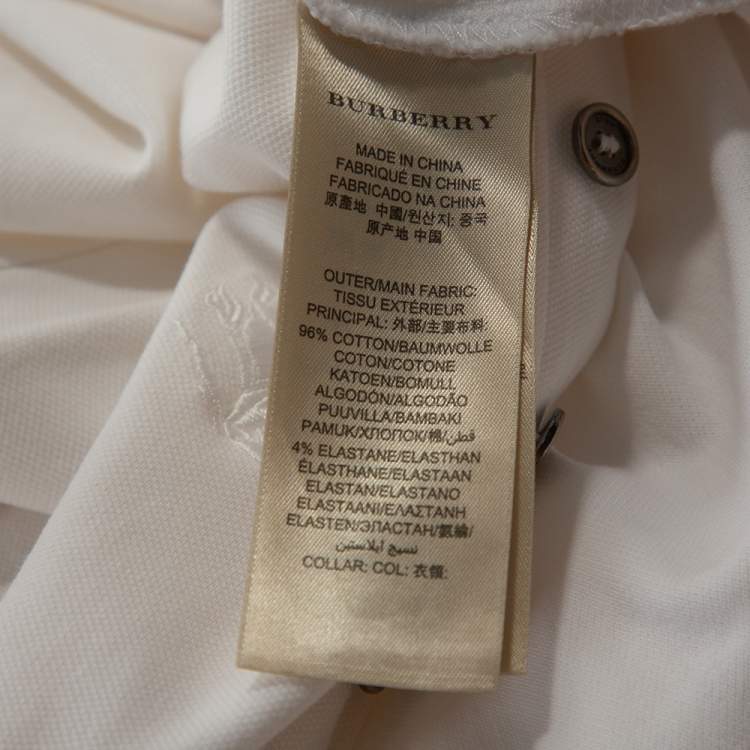 BURBERRY
MADE IN CHINA
FABRIQUÉ EN CHINE
FABRICADO NA CHINA
原產地 中國/원산지: 중국
原产地 中国
OUTER/MAIN FABRIC:
TISSU EXTÉRIEUR
PRINCIPAL: 外部/主要布料
96% COTTON/BAUMWOLLE
COTON/COTONE
KATOEN/BOMULL
ALGODÓN/ALGODÃO
PUUVILLA/BAMBAKI
PAMUK/ХЛОПОК/棉/قطن/
4% ELASTANE/ELASTHAN
ÉLASTHANE/ELASTAAN
ELASTAN/ELASTANO
ELASTAANI/ΕΛΑΣΤΑΝΗ
ELASTEN/ЭЛАСТАН/氨綸/
نسيج ايلاستين
COLLAR: COL: 衣領: